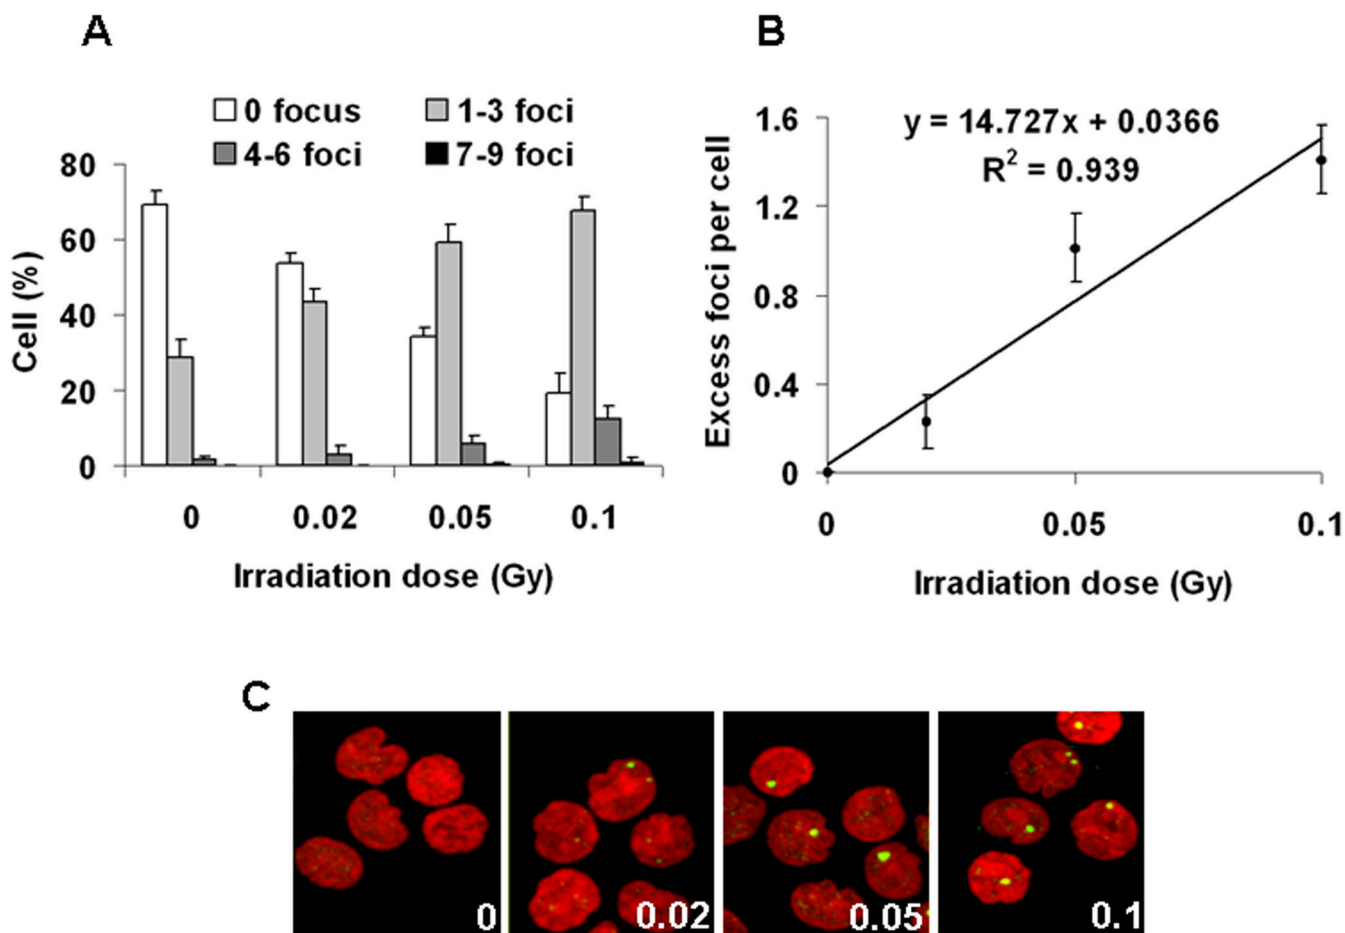 A
0 focus
1-3 foci
4-6 foci
7-9 foci
80
60
40
20
0
Cell (%)
0
0.02
0.05
0.1
Irradiation dose (Gy)
B
y = 14.727x + 0.0366
R² = 0.939
1.6
1.2
0.8
0.4
0
Excess foci per cell
0
0.05
0.1
Irradiation dose (Gy)
C
0
0.02
0.05
0.1